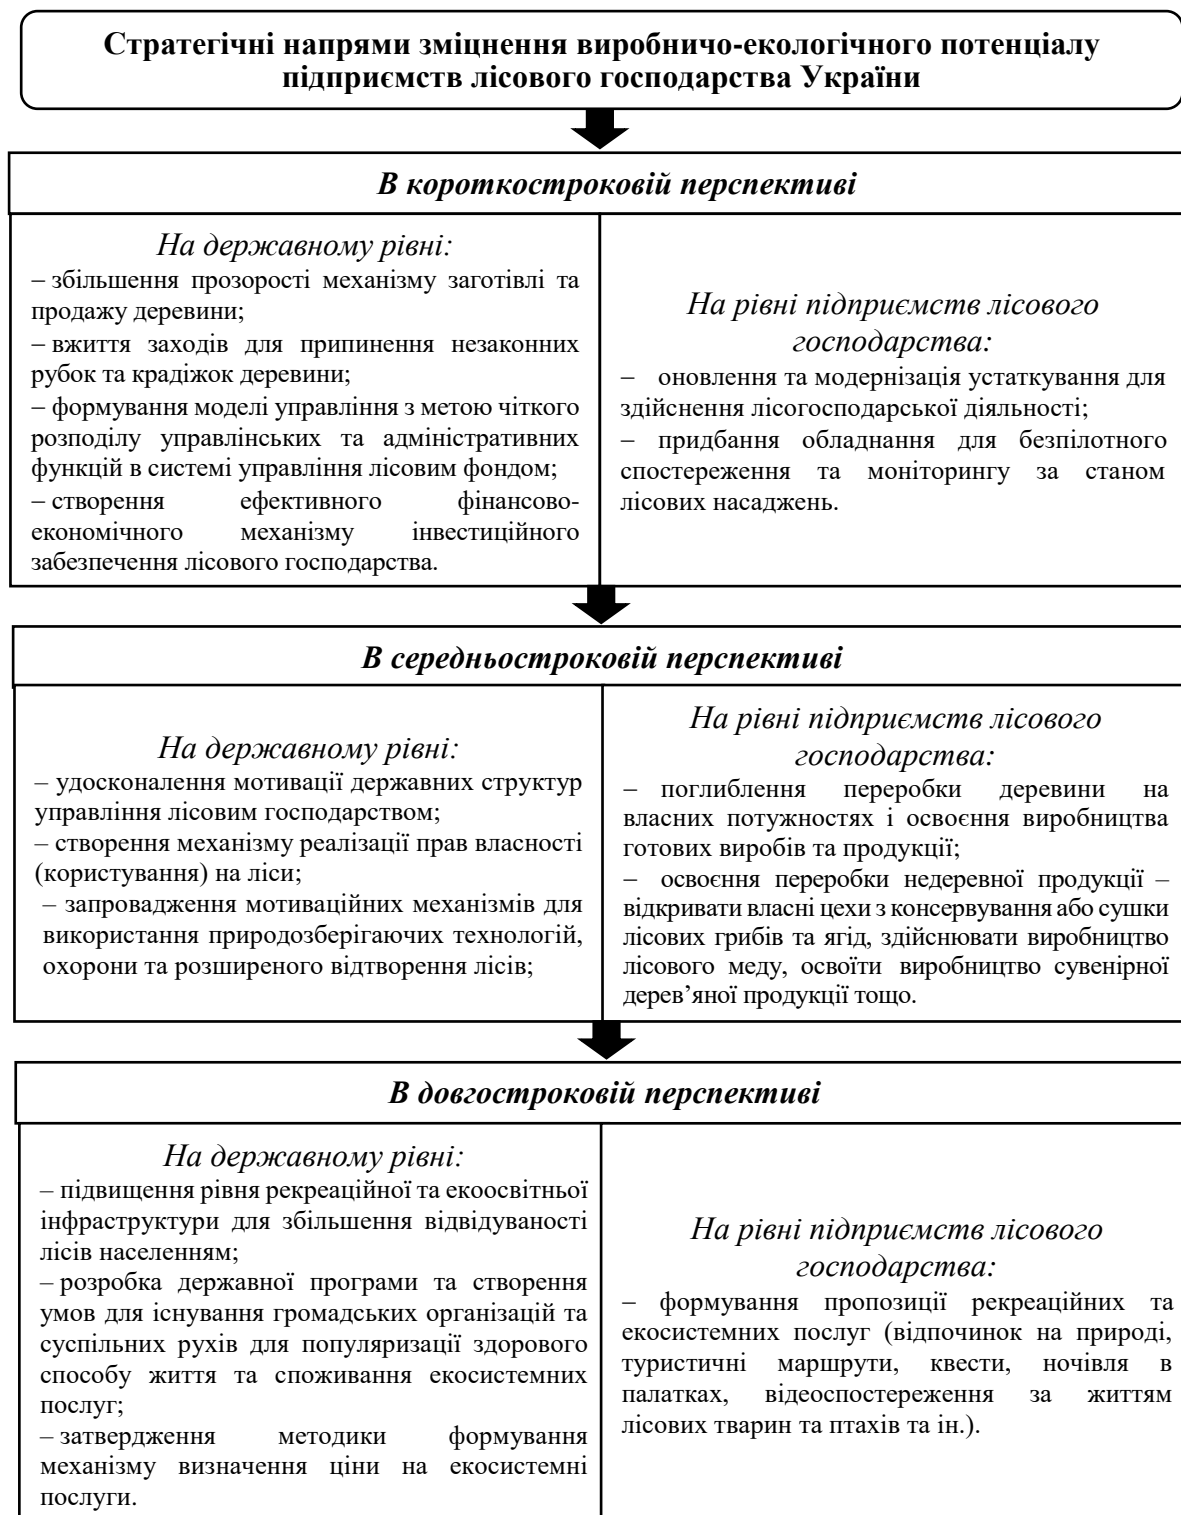 Стратегічні напрями зміцнення виробничо-екологічного потенціалу
підприємств лісового господарства України
В короткостроковій перспективі
На державному рівні:
– збільшення прозорості механізму заготівлі та
продажу деревини;
– вжиття заходів для припинення незаконних
рубок та крадіжок деревини;
– формування моделі управління з метою чіткого
розподілу управлінських та адміністративних
функцій в системі управління лісовим фондом;
– створення ефективного фінансово-
економічного механізму інвестиційного
забезпечення лісового господарства.
На рівні підприємств лісового
господарства:
– оновлення та модернізація устаткування для
здійснення лісогосподарської діяльності;
– придбання обладнання для безпілотного
спостереження та моніторингу за станом
лісових насаджень.
В середньостроковій перспективі
На державному рівні:
– удосконалення мотивації державних структур
управління лісовим господарством;
– створення механізму реалізації прав власності
(користування) на ліси;
– запровадження мотиваційних механізмів для
використання природозберігаючих технологій,
охорони та розширеного відтворення лісів;
На рівні підприємств лісового
господарства:
– поглиблення переробки деревини на
власних потужностях і освоєння виробництва
готових виробів та продукції;
– освоєння переробки недеревної продукції –
відкривати власні цехи з консервування або сушки
лісових грибів та ягід, здійснювати виробництво
лісового меду, освоїти виробництво сувенірної
дерев’яної продукції тощо.
В довгостроковій перспективі
На державному рівні:
– підвищення рівня рекреаційної та екоосвітньої
інфраструктури для збільшення відвідуваності
лісів населенням;
– розробка державної програми та створення
умов для існування громадських організацій та
суспільних рухів для популяризації здорового
способу життя та споживання екосистемних
послуг;
– затвердження методики формування
механізму визначення ціни на екосистемні
послуги.
На рівні підприємств лісового
господарства:
– формування пропозиції рекреаційних та
екосистемних послуг (відпочинок на природі,
туристичні маршрути, квести, ночівля в
палатках, відеоспостереження за життям
лісових тварин та птахів та ін.).